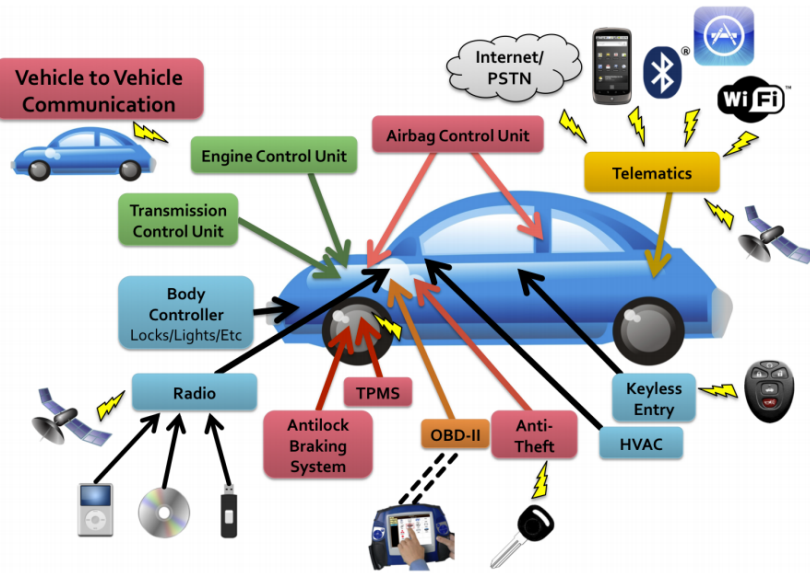 Internet/
PSTN
®
WiFi™
Vehicle to Vehicle
Communication
Airbag Control Unit
Engine Control Unit
Telematics
Transmission
Control Unit
Body
Controller
Locks/Lights/Etc
Radio
TPMS
Keyless
Entry
Antilock
Braking
System
OBD-II
Anti-
Theft
HVAC